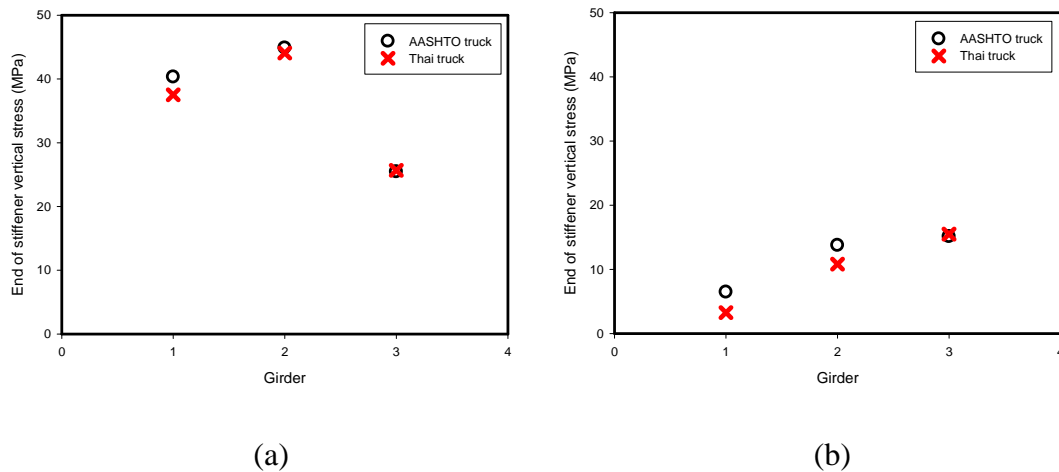 End of stiffener vertical stress (MPa)
50
40
30
20
10
0
0 1 2 3 4
Girder
AASHTO truck
Thai truck
(a)
End of stiffener vertical stress (MPa)
50
40
30
20
10
0
0 1 2 3 4
Girder
AASHTO truck
Thai truck
(b)